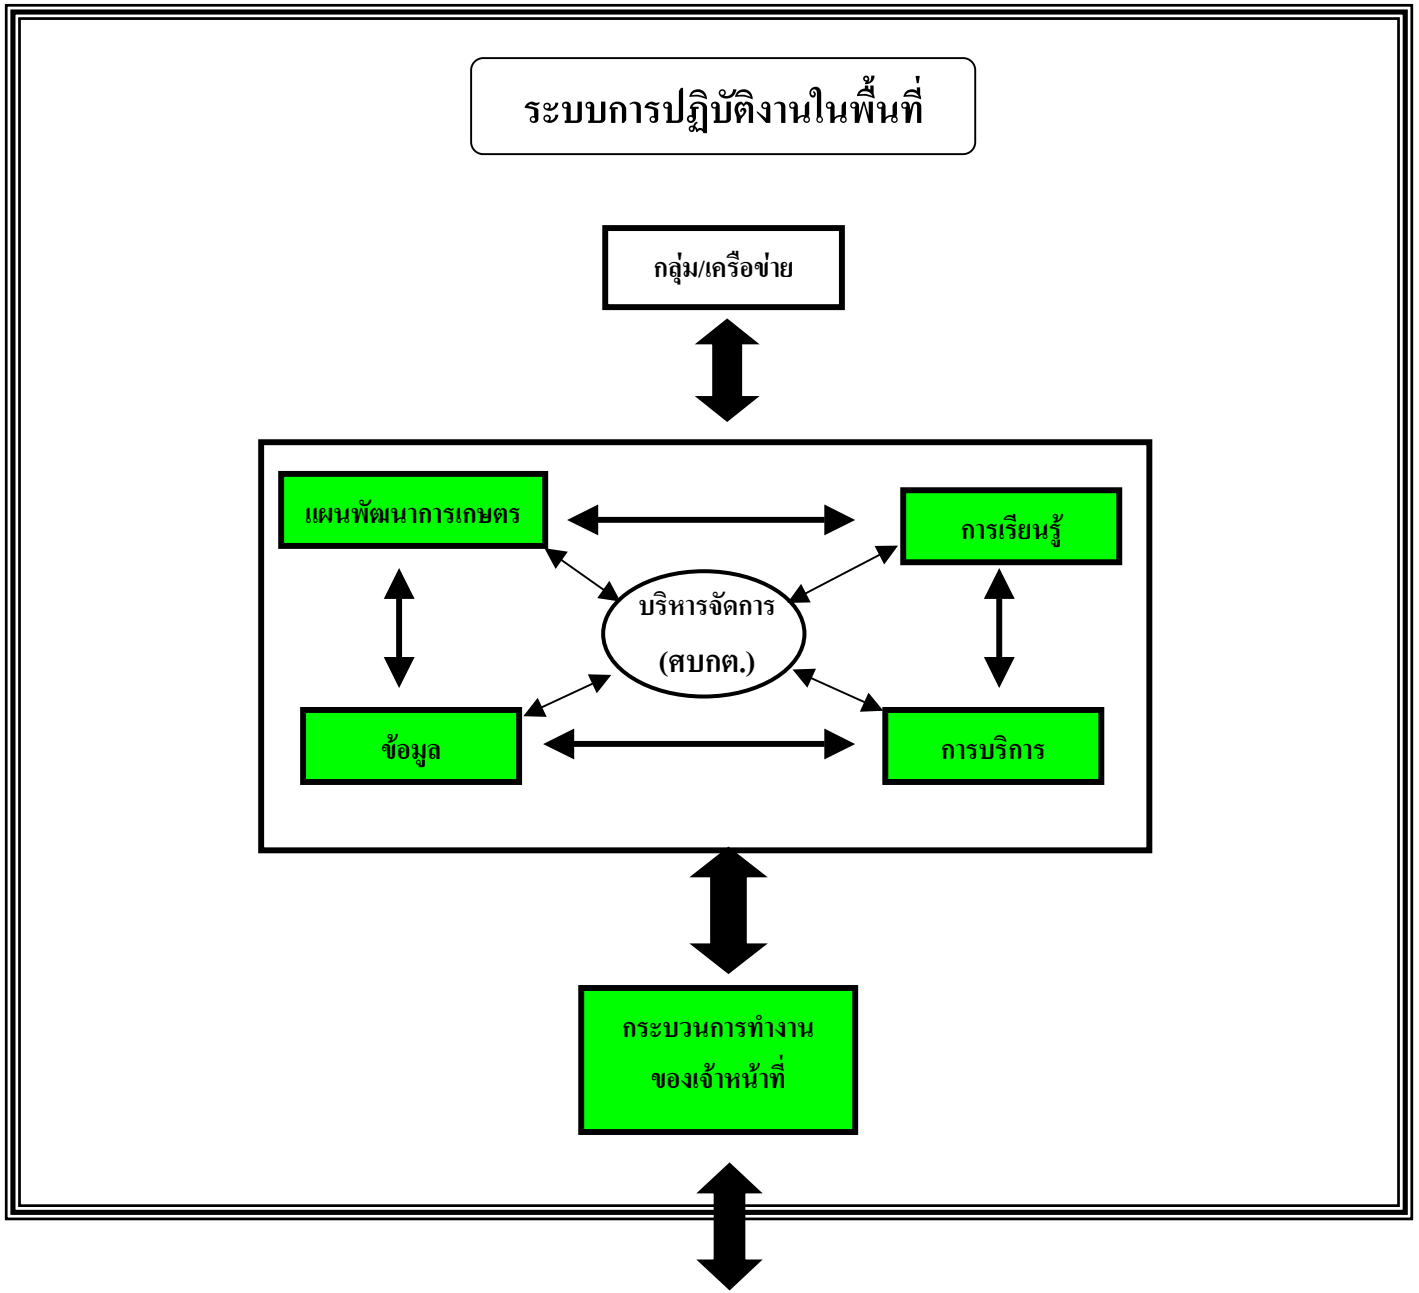 ระบบการปฏิบัติงานในพื้นที่
กลุ่ม/เครือข่าย
แผนพัฒนาการเกษตร
การเรียนรู้
บริหารจัดการ
(ศบกต.)
ข้อมูล
การบริการ
กระบวนการทำงาน
ของเจ้าหน้าที่